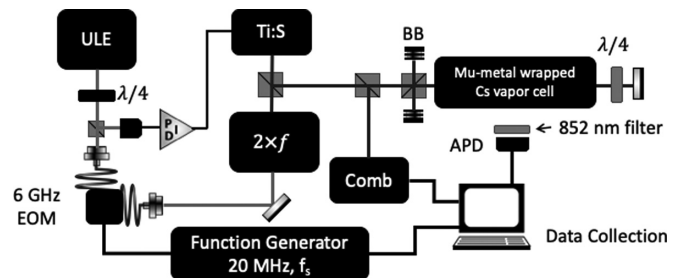 ULE
Ti:S
BB
λ/4
λ/4
P
I
D
Mu-metal wrapped
Cs vapor cell
852 nm filter
APD
2×f
Comb
6 GHz
EOM
Function Generator
20 MHz, fs
Data Collection